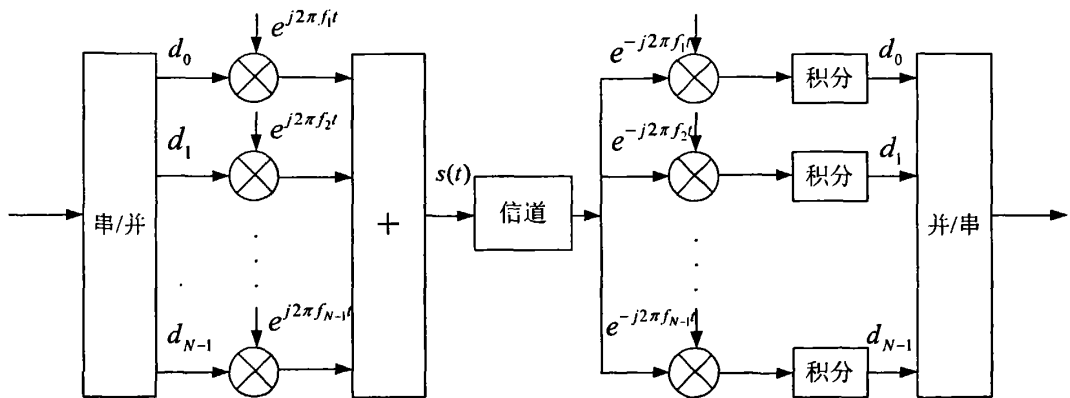 串/并
d_0
e^{j2πf_1t}
d_1
e^{j2πf_2t}
d_{N-1}
e^{j2πf_{N-1}t}
+
s(t)
信道
e^{-j2πf_1t}
积分
d_0
e^{-j2πf_2t}
积分
d_1
e^{-j2πf_{N-1}t}
积分
d_{N-1}
并/串